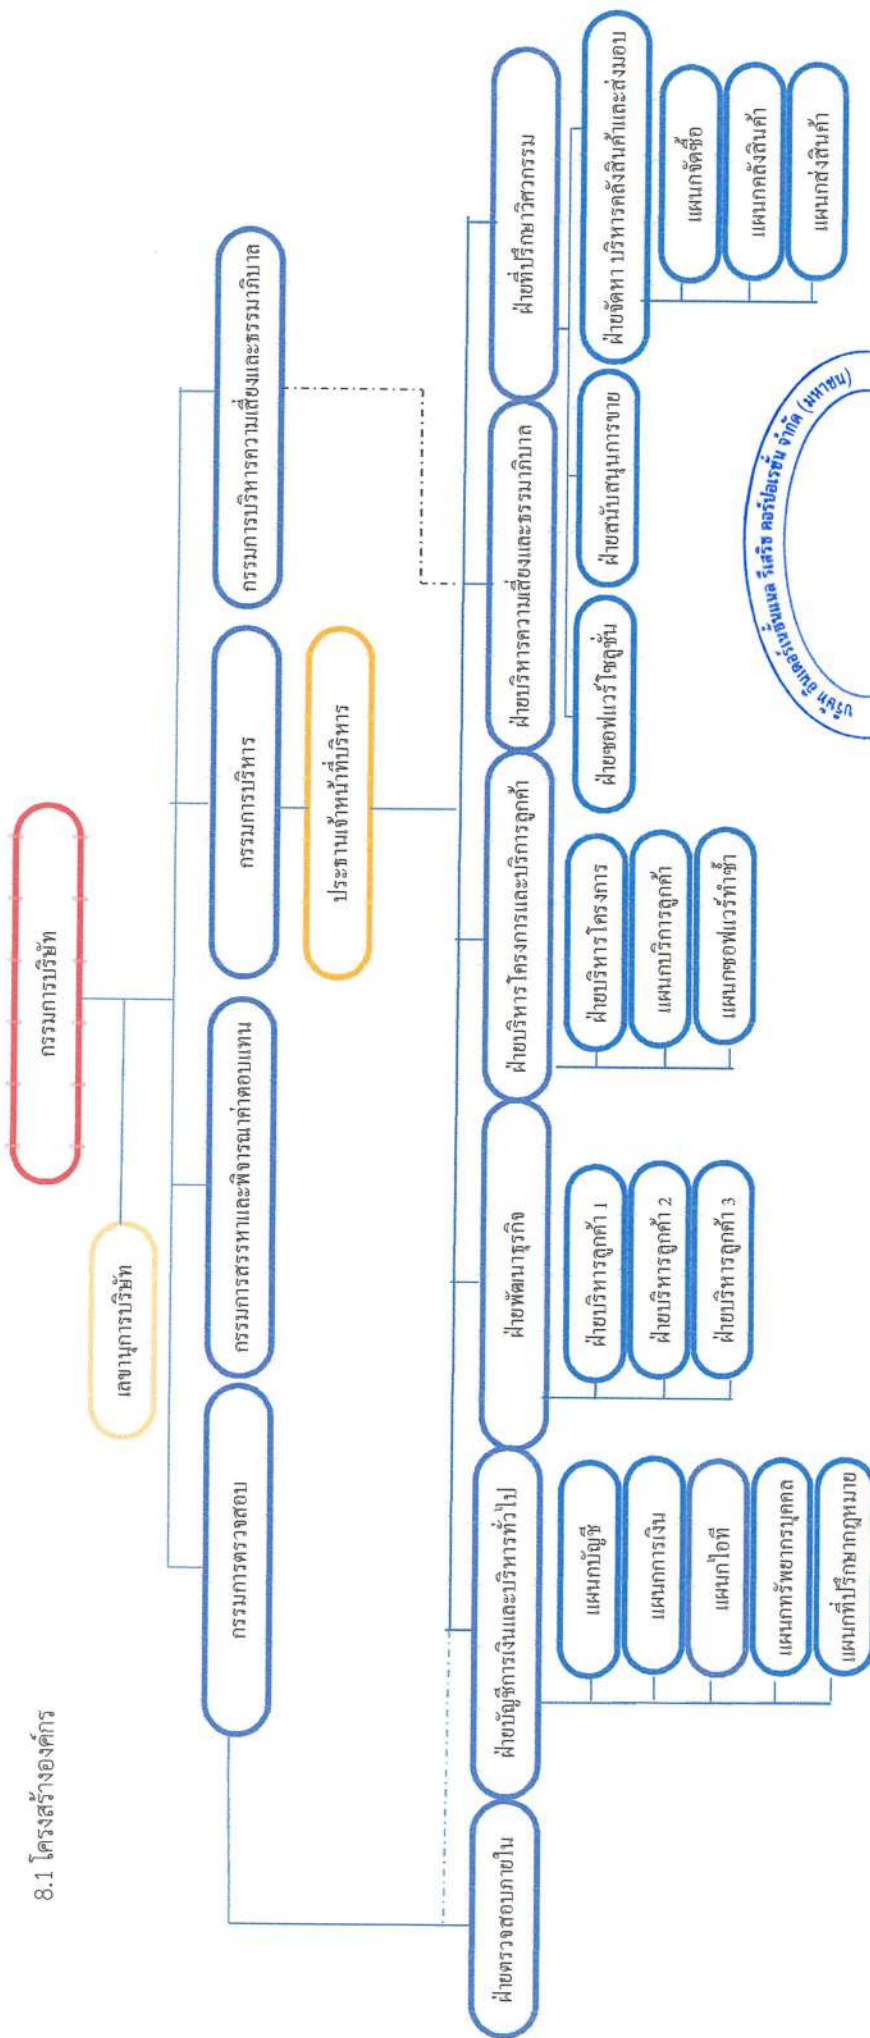 8.1 โครงสร้างองค์กร
กรรมการบริษัท
เลขานุการบริษัท
กรรมการตรวจสอบ
กรรมการสรรหาและพิจารณาค่าตอบแทน
กรรมการบริหาร
กรรมการบริหารความเสี่ยงและธรรมาภิบาล
ประธานเจ้าหน้าที่บริหาร
ฝ่ายตรวจสอบภายใน
ฝ่ายบัญชีการเงินและบริหารทั่วไป
ฝ่ายพัฒนาธุรกิจ
ฝ่ายบริหารโครงการและบริการลูกค้า
ฝ่ายบริหารความเสี่ยงและธรรมาภิบาล
ฝ่ายที่ปรึกษาวิศวกรรม
แผนกบัญชี
แผนกการเงิน
แผนกไอที
แผนกทรัพยากรบุคคล
แผนกที่ปรึกษากฎหมาย
ฝ่ายบริหารลูกค้า 1
ฝ่ายบริหารลูกค้า 2
ฝ่ายบริหารลูกค้า 3
ฝ่ายบริหารโครงการ
แผนกบริการลูกค้า
แผนกซอฟแวร์ทำซ้ำ
ฝ่ายซอฟแวร์โซลูชั่น
ฝ่ายสนับสนุนการขาย
ฝ่ายจัดหา บริหารคลังสินค้าและส่งมอบ
แผนกจัดซื้อ
แผนกคลังสินค้า
แผนกส่งสินค้า
บริษัท อินเตอร์เนชั่นแนล รีเสริช คอร์ปอเรชั่น จำกัด (มหาชน)